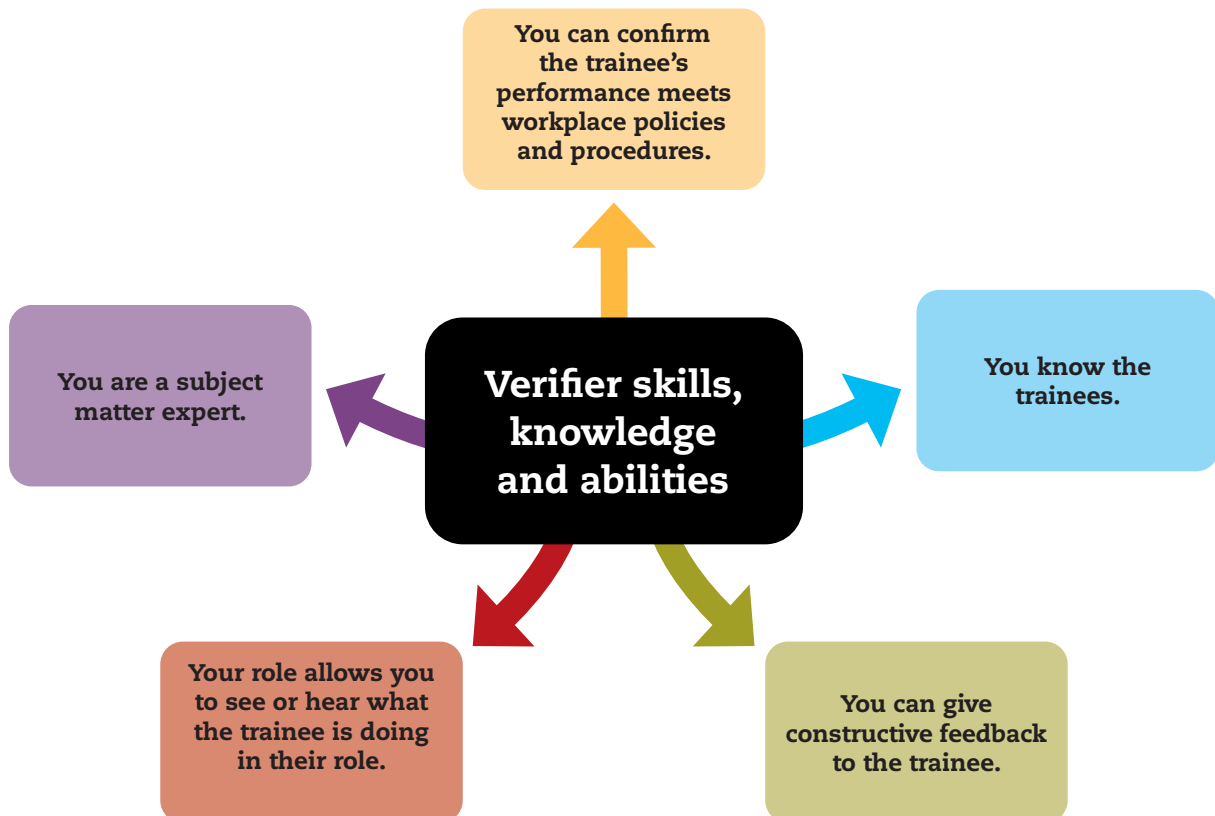 You can confirm
the trainee's
performance meets
workplace policies
and procedures.
You are a subject
matter expert.
Verifier skills,
knowledge
and abilities
You know the
trainees.
Your role allows you
to see or hear what
the trainee is doing
in their role.
You can give
constructive feedback
to the trainee.